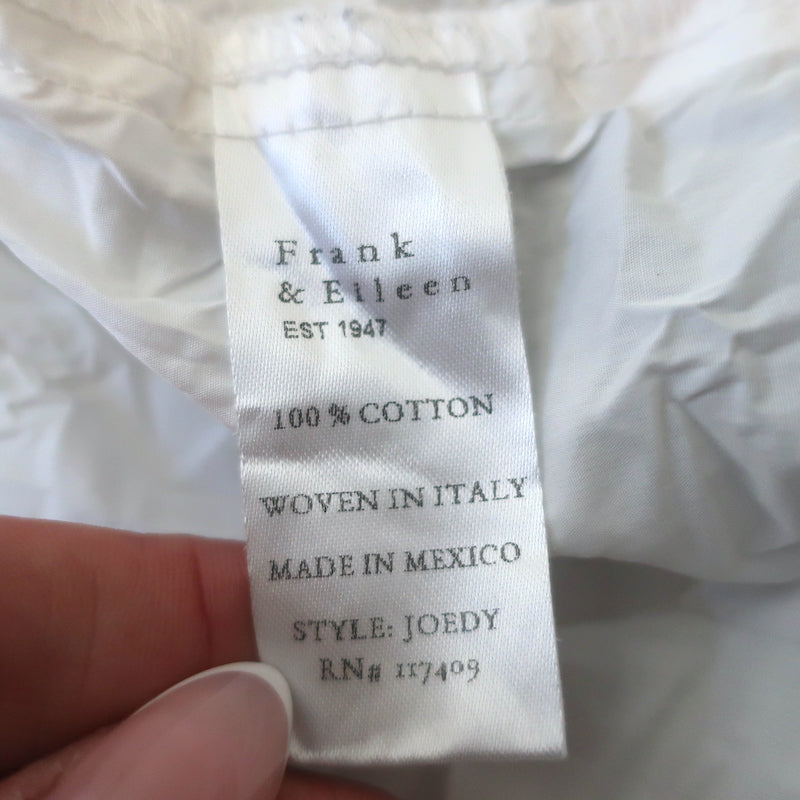 Frank
& Eileen
EST 1947
100 % COTTON
WOVEN IN ITALY
MADE IN MEXICO
STYLE: JOEDY
RN# 117409